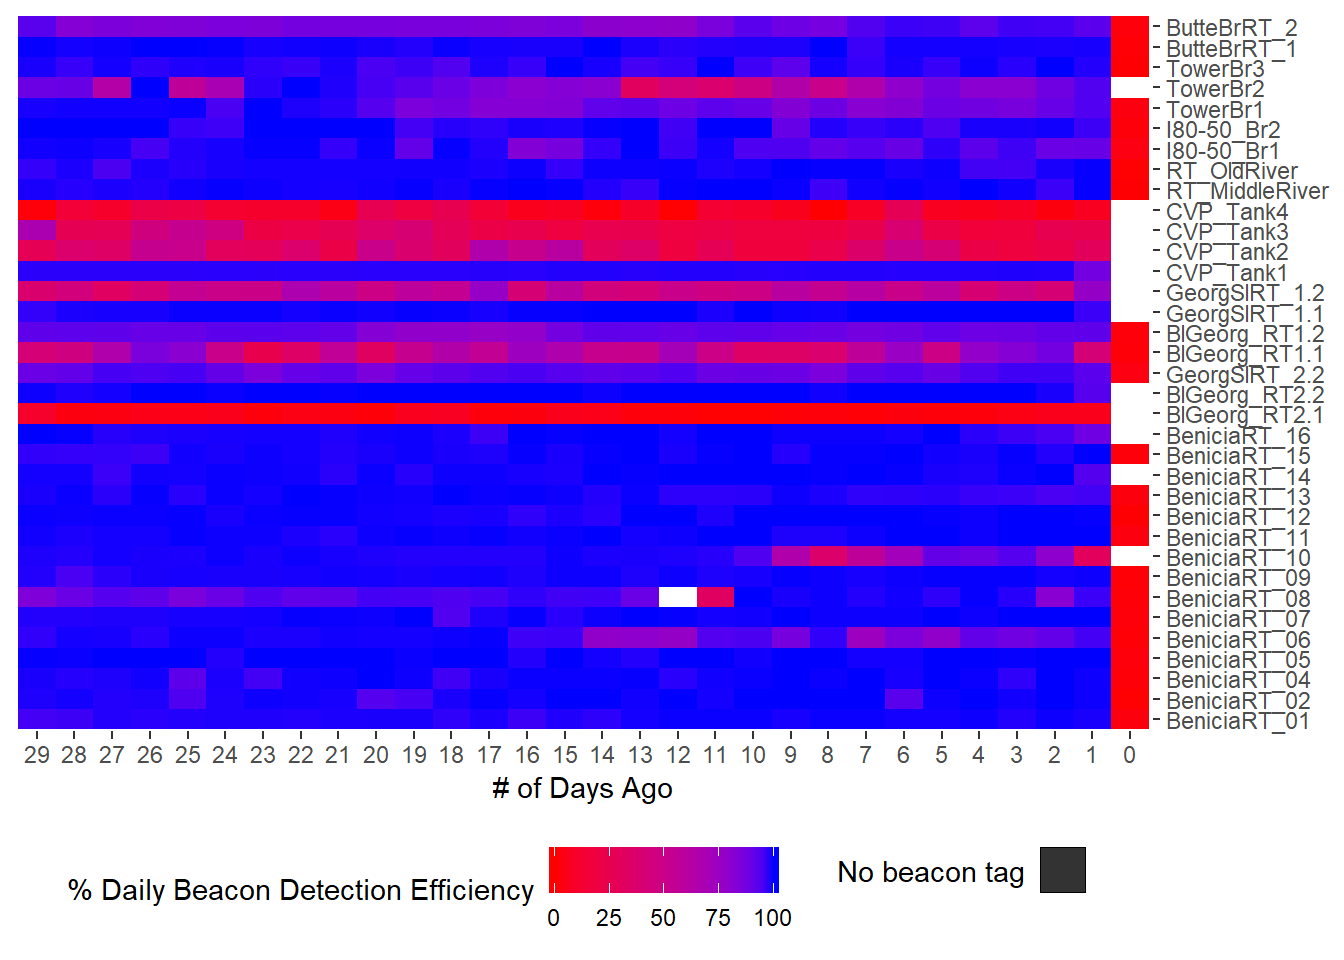 ButteBrRT_2
ButteBrRT_1
TowerBr3
TowerBr2
TowerBr1
I80-50_Br2
I80-50_Br1
RT_OldRiver
RT_MiddleRiver
CVP_Tank4
CVP_Tank3
CVP_Tank2
CVP_Tank1
GeorgSlRT_1.2
GeorgSlRT_1.1
BlGeorg_RT1.2
BlGeorg_RT1.1
GeorgSlRT_2.2
BlGeorg_RT2.2
BlGeorg_RT2.1
BeniciaRT_16
BeniciaRT_15
BeniciaRT_14
BeniciaRT_13
BeniciaRT_12
BeniciaRT_11
BeniciaRT_10
BeniciaRT_09
BeniciaRT_08
BeniciaRT_07
BeniciaRT_06
BeniciaRT_05
BeniciaRT_04
BeniciaRT_02
BeniciaRT_01
29 28 27 26 25 24 23 22 21 20 19 18 17 16 15 14 13 12 11 10 9 8 7 6 5 4 3 2 1 0
# of Days Ago
% Daily Beacon Detection Efficiency
0 25 50 75 100
No beacon tag